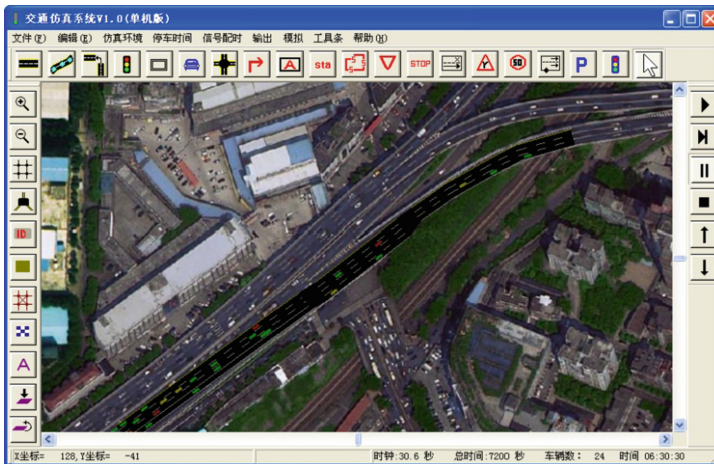 交通仿真系统V1.0(单机版)
文件(F) 编辑(E) 仿真环境 停车时间 信号配时 输出 模拟 工具条 帮助(H)
A sta STOP 50 P
ID
A
X坐标= 128,Y坐标= -41 时钟:30.6 秒 总时间:7200 秒 车辆数: 24 时间 06:30:30